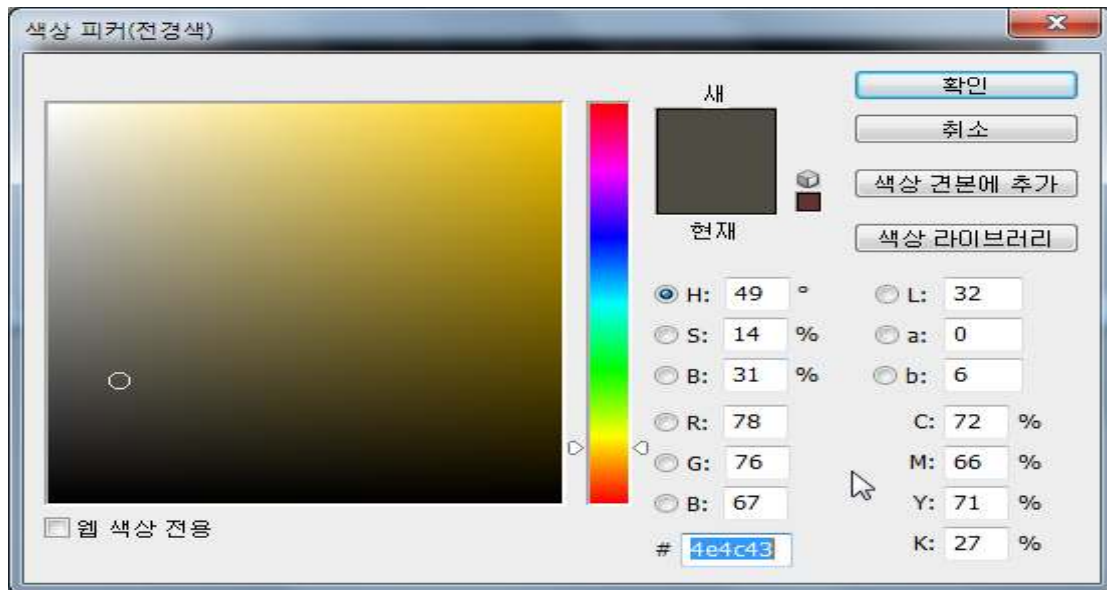 색상 피커(전경색)
새
현재
확인
취소
색상 견본에 추가
색상 라이브러리
H: 49 ° L: 32
S: 14 % a: 0
B: 31 % b: 6
R: 78 C: 72 %
G: 76 M: 66 %
B: 67 Y: 71 %
# 4e4c43 K: 27 %
웹 색상 전용